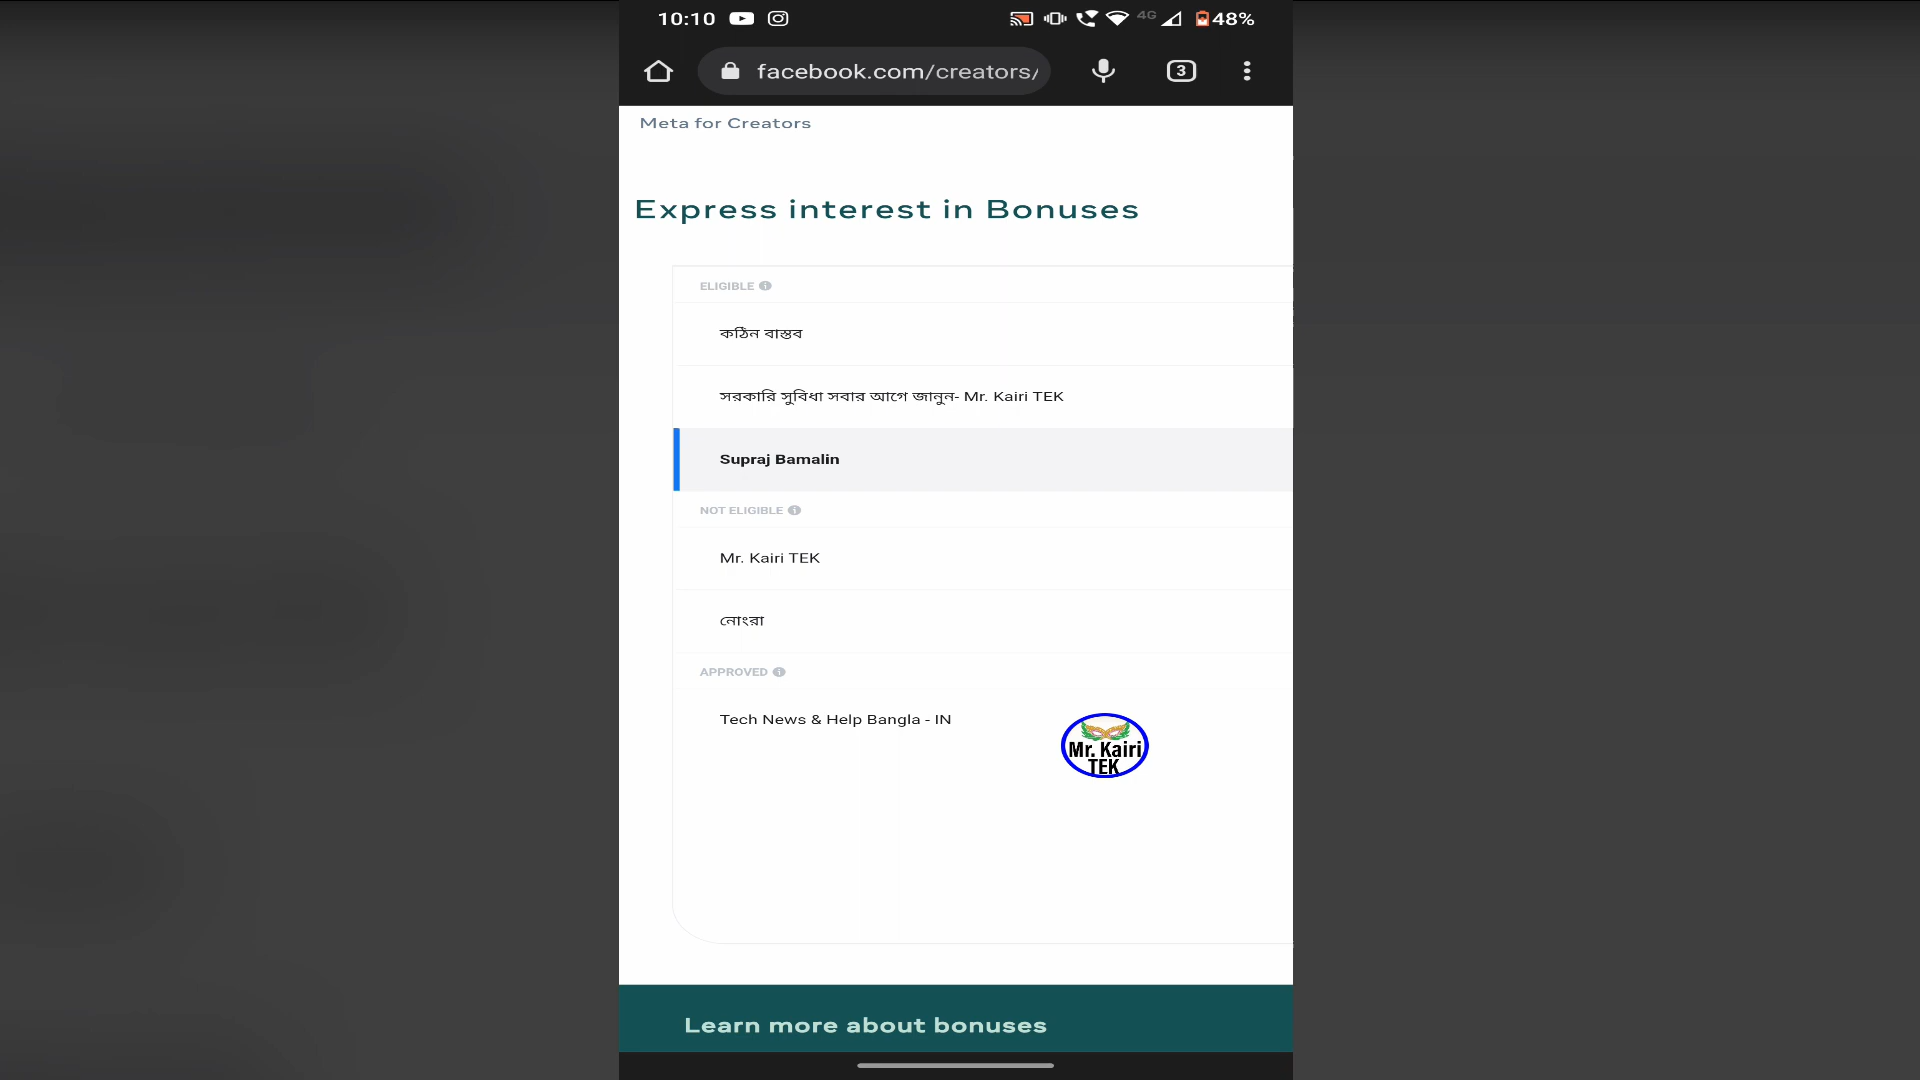 10:10
4G
48%
facebook.com/creators/
3
Meta for Creators
Express interest in Bonuses
ELIGIBLE
কঠিন বাস্তব
সরকারি সুবিধা সবার আগে জানুন- Mr. Kairi TEK
Supraj Bamalin
NOT ELIGIBLE
Mr. Kairi TEK
নোংরা
APPROVED
Tech News & Help Bangla - IN
Mr. Kairi
TEK
Learn more about bonuses